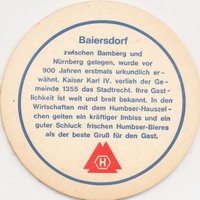 Baiersdorf
zwischen Bamberg und
Nürnberg gelegen, wurde vor
900 Jahren erstmals urkundlich er-
wähnt. Kaiser Karl IV. verlieh der Ge-
meinde 1355 das Stadtrecht. Ihre Gast-
lichkeit ist weit und breit bekannt. In den
Wirtschaften mit dem Humbser-Hauszei-
chen gelten ein kräftiger Imbiss und ein
guter Schluck frischen Humbser-Bieres
als der beste Gruß für den Gast.
H